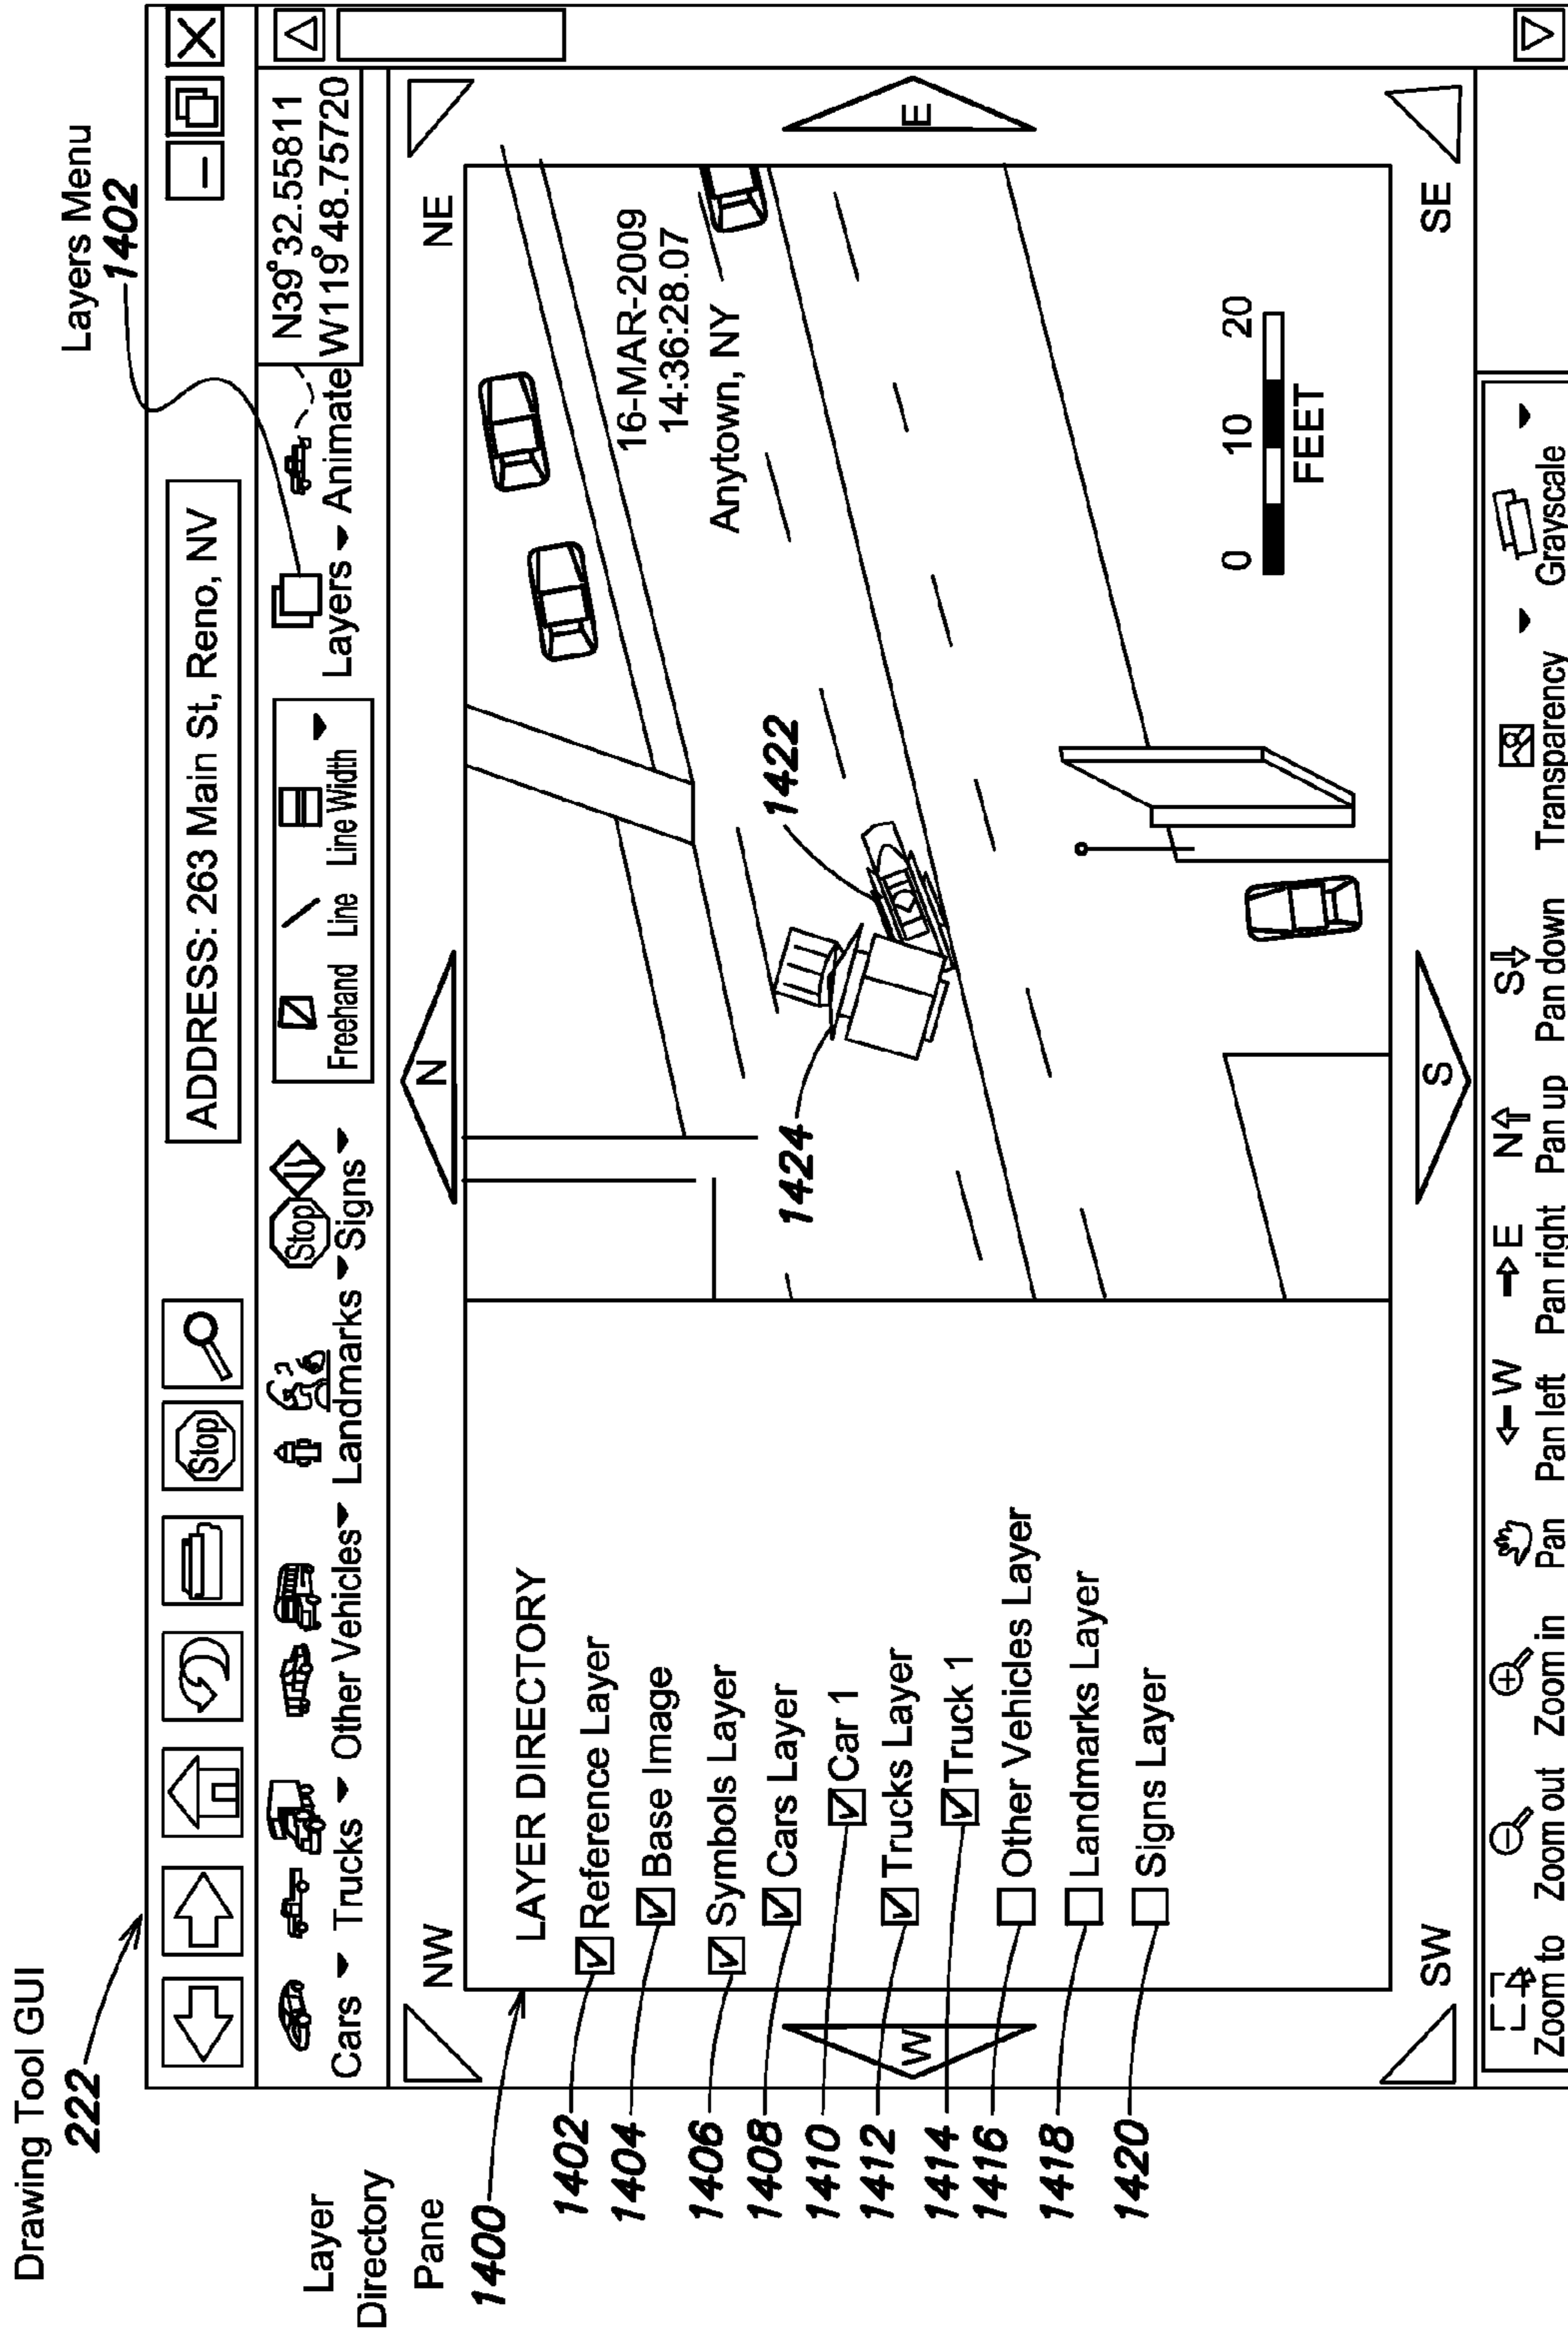 Drawing Tool GUI
222
Layers Menu
1402
ADDRESS: 263 Main St, Reno, NV
Stop
Cars
Trucks
Other Vehicles
Landmarks
Stop
Signs
Freehand
Line
Line Width
Layers
Animate
N39°32.55811
W119°48.75720
Layer
Directory
Pane
1400
NW
N
NE
LAYER DIRECTORY
1402
Reference Layer
1404
Base Image
1406
Symbols Layer
1408
Cars Layer
1410
Car 1
1412
Trucks Layer
1414
Truck 1
1416
Other Vehicles Layer
1418
Landmarks Layer
1420
Signs Layer
W
E
16-MAR-2009
14:36:28.07
Anytown, NY
1422
1424
0 10 20
FEET
SW
S
SE
Zoom to
Zoom out
Zoom in
Pan
W
Pan left
E
Pan right
N
Pan up
S
Pan down
Transparency
Grayscale